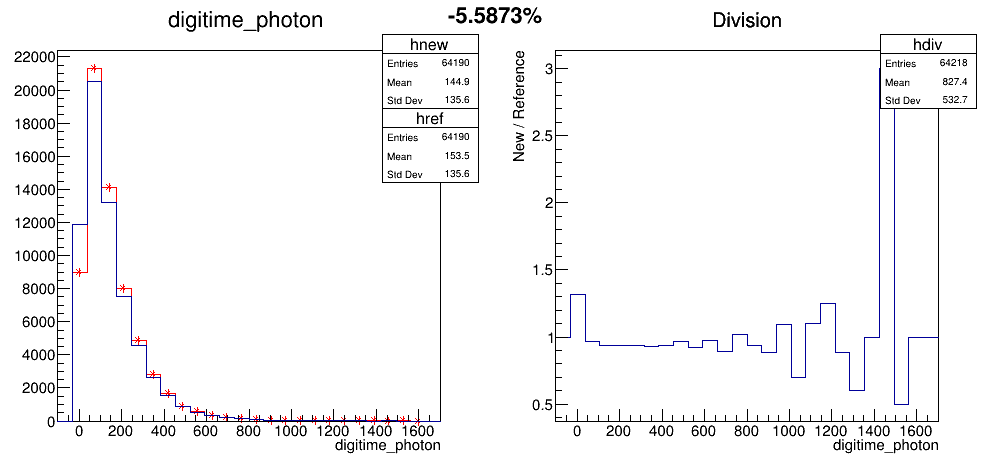 digitime_photon
-5.5873%
Division
hnew
Entries 64190
Mean 144.9
Std Dev 135.6
href
Entries 64190
Mean 153.5
Std Dev 135.6
22000
20000
18000
16000
14000
12000
10000
8000
6000
4000
2000
0
0 200 400 600 800 1000 1200 1400 1600
digitime_photon
hdiv
Entries 64218
Mean 827.4
Std Dev 532.7
New / Reference
3
2.5
2
1.5
1
0.5
0 200 400 600 800 1000 1200 1400 1600
digitime_photon